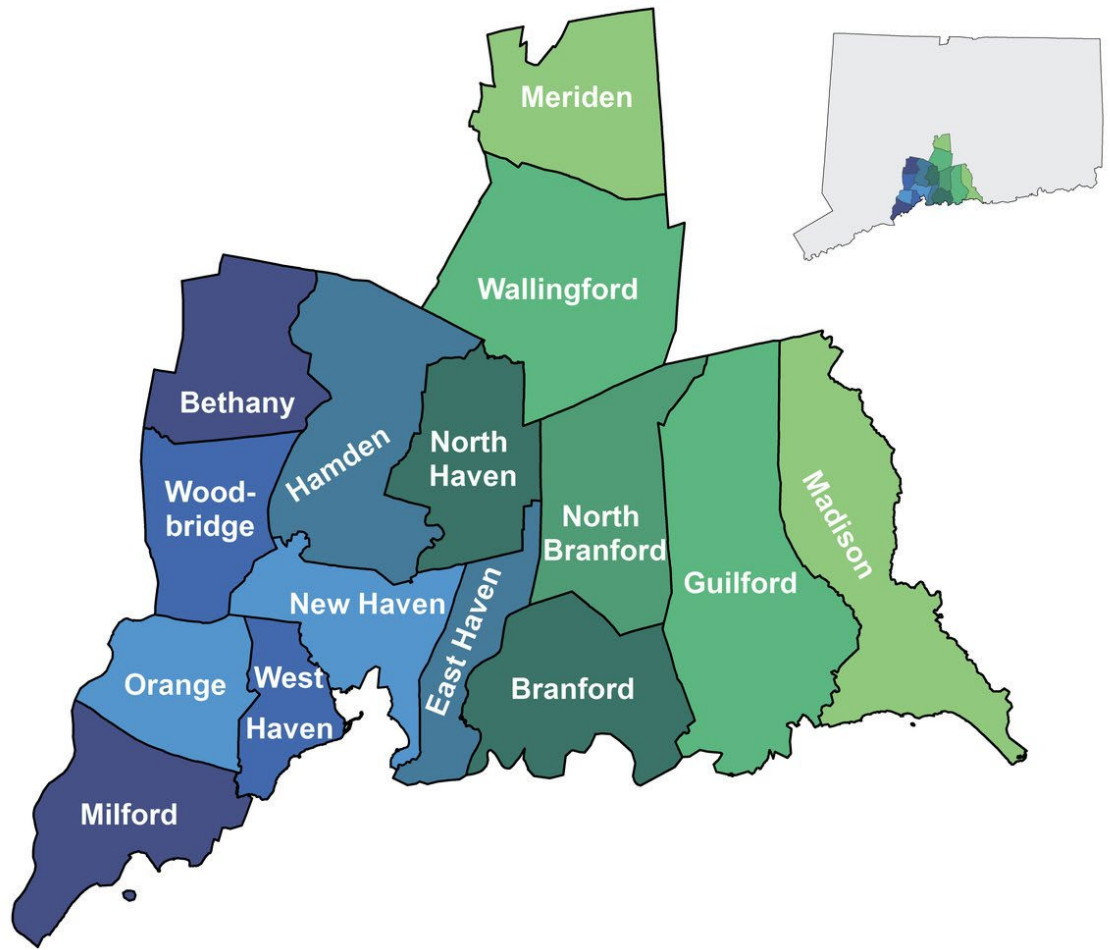 Meriden
Wallingford
Bethany
Hamden
North
Haven
Wood-
bridge
Madison
North
Branford
Guilford
New Haven
East Haven
Orange
West
Haven
Branford
Milford